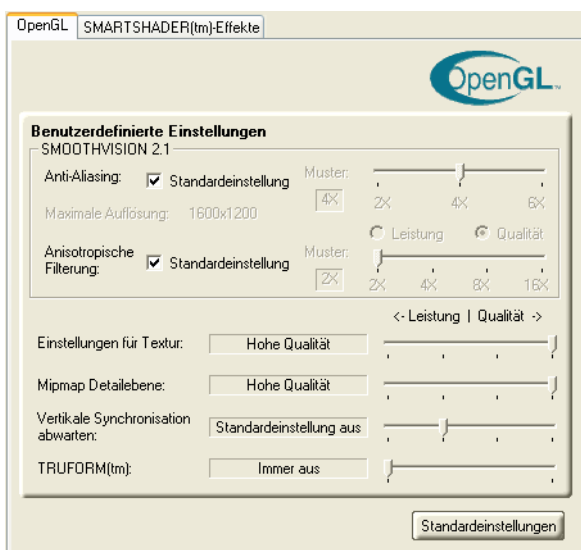 OpenGL SMARTSHADER(tm)-Effekte
OpenGL™
Benutzerdefinierte Einstellungen
SMOOTHVISION 2.1
Anti-Aliasing: Standardeinstellung Muster: 4X 2X 4X 6X
Maximale Auflösung: 1600x1200
Leistung Qualität
Anisotropische Filterung: Standardeinstellung Muster: 2X 2X 4X 8X 16X
<- Leistung | Qualität ->
Einstellungen für Textur: Hohe Qualität
Mipmap Detailebene: Hohe Qualität
Vertikale Synchronisation abwarten: Standardeinstellung aus
TRUFORM(tm): Immer aus
Standardeinstellungen